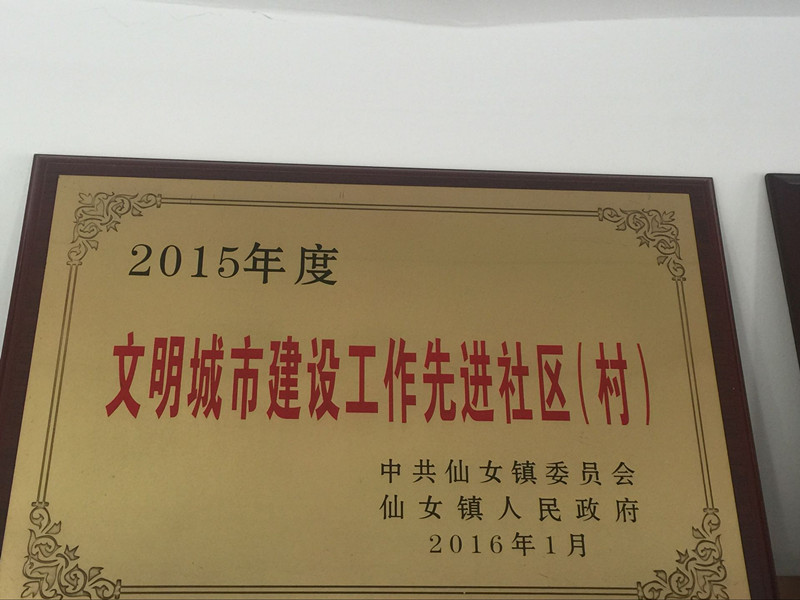 2015年度
文明城市建设工作先进社区(村)
中共仙女镇委员会
仙女镇人民政府
2016年1月